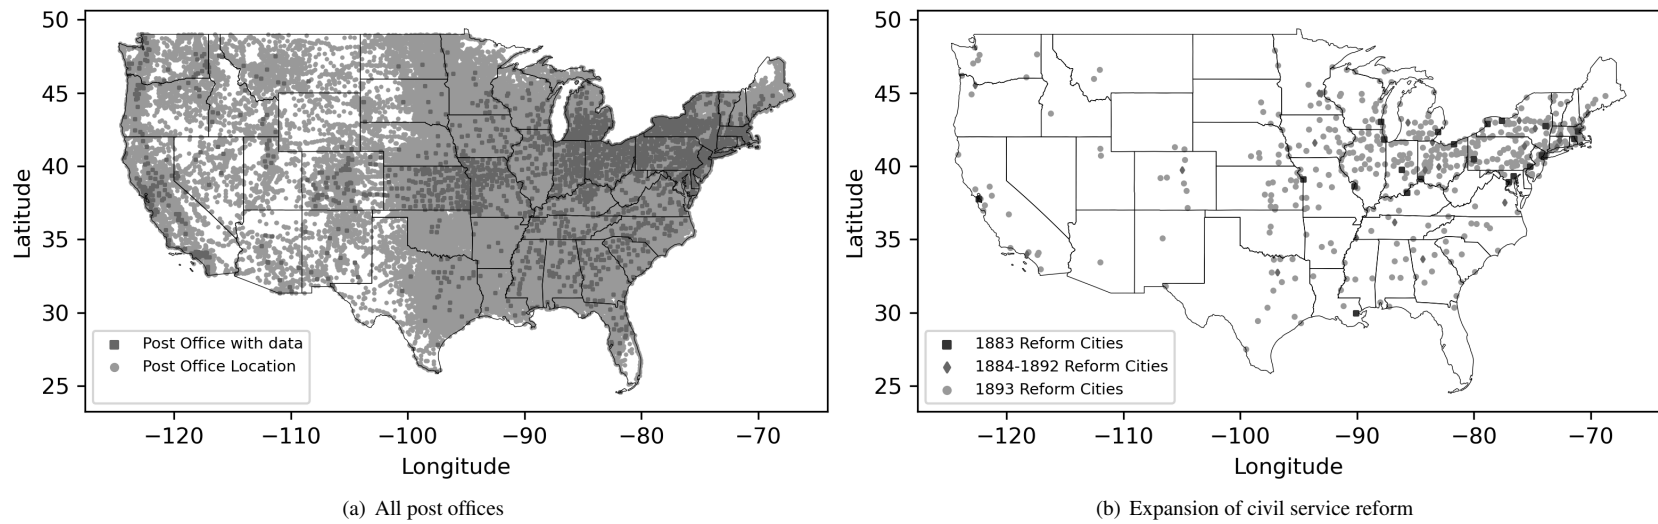 50
45
40
35
30
25
Latitude
Post Office with data
Post Office Location
−120 −110 −100 −90 −80 −70
Longitude
(a) All post offices
50
45
40
35
30
25
Latitude
1883 Reform Cities
1884-1892 Reform Cities
1893 Reform Cities
−120 −110 −100 −90 −80 −70
Longitude
(b) Expansion of civil service reform